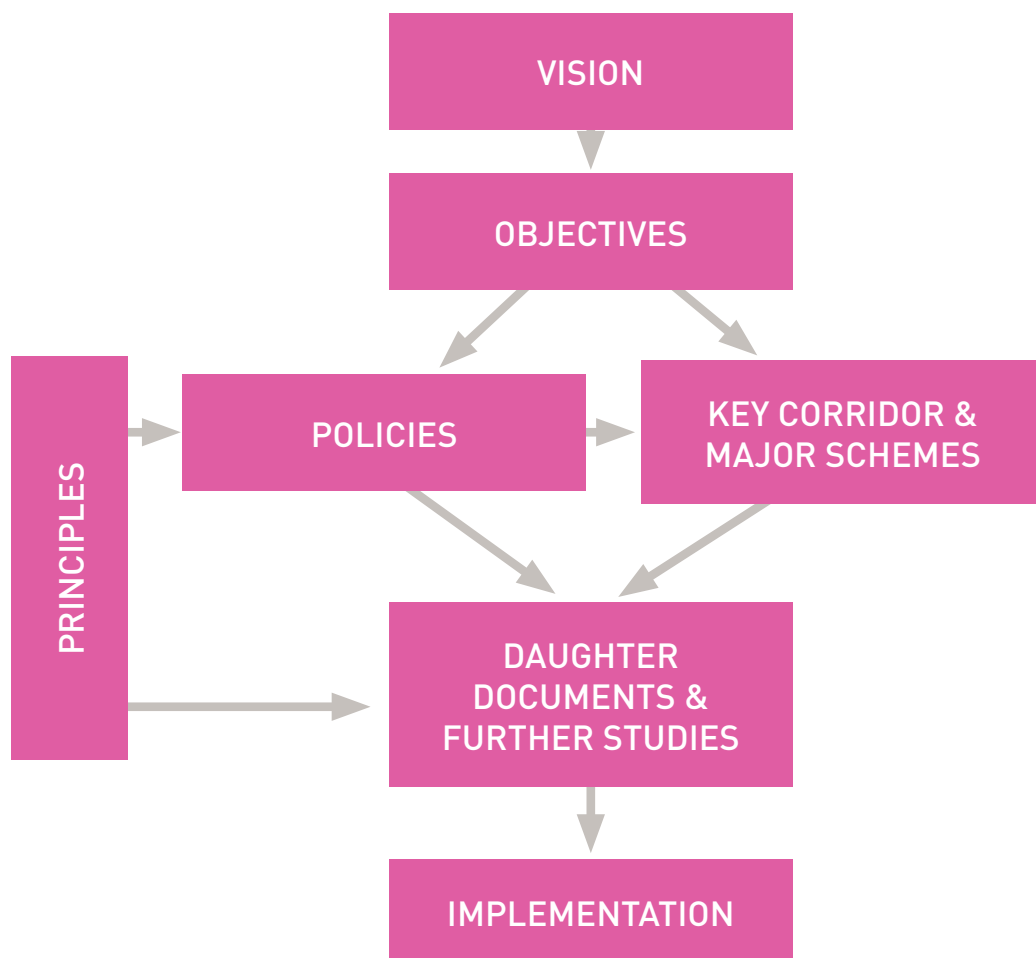 VISION
OBJECTIVES
POLICIES
KEY CORRIDOR &
MAJOR SCHEMES
PRINCIPLES
DAUGHTER
DOCUMENTS &
FURTHER STUDIES
IMPLEMENTATION